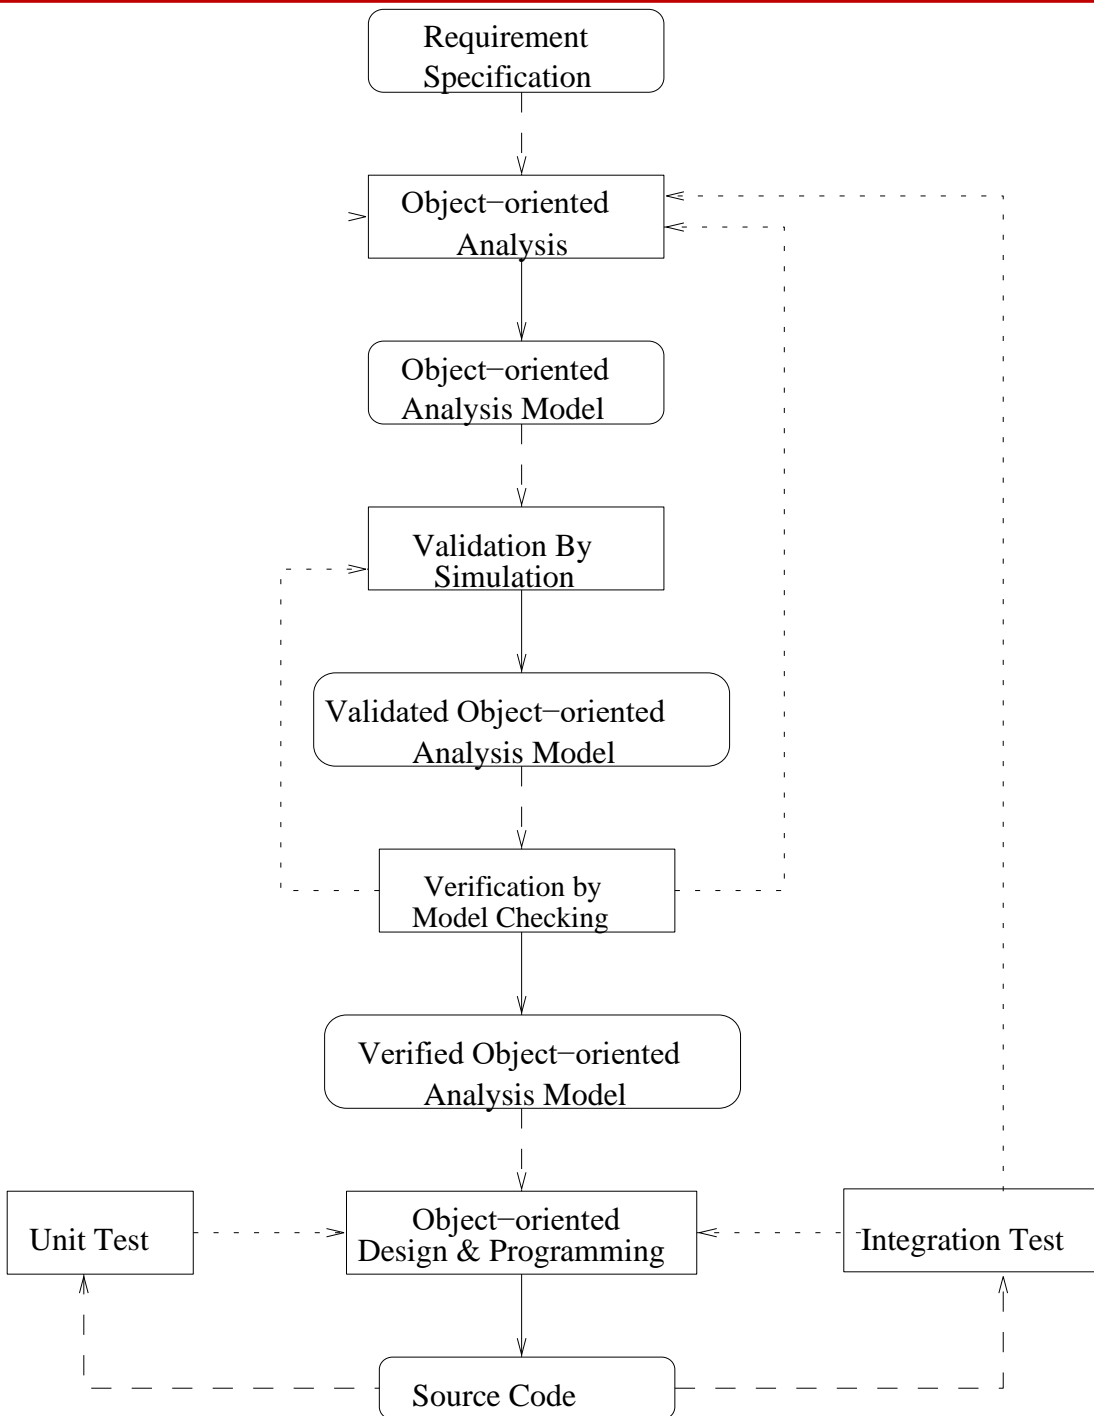 Requirement
Specification
Object−oriented
Analysis
Object−oriented
Analysis Model
Validation By
Simulation
Validated Object−oriented
Analysis Model
Verification by
Model Checking
Verified Object−oriented
Analysis Model
Unit Test
Object−oriented
Design & Programming
Integration Test
Source Code